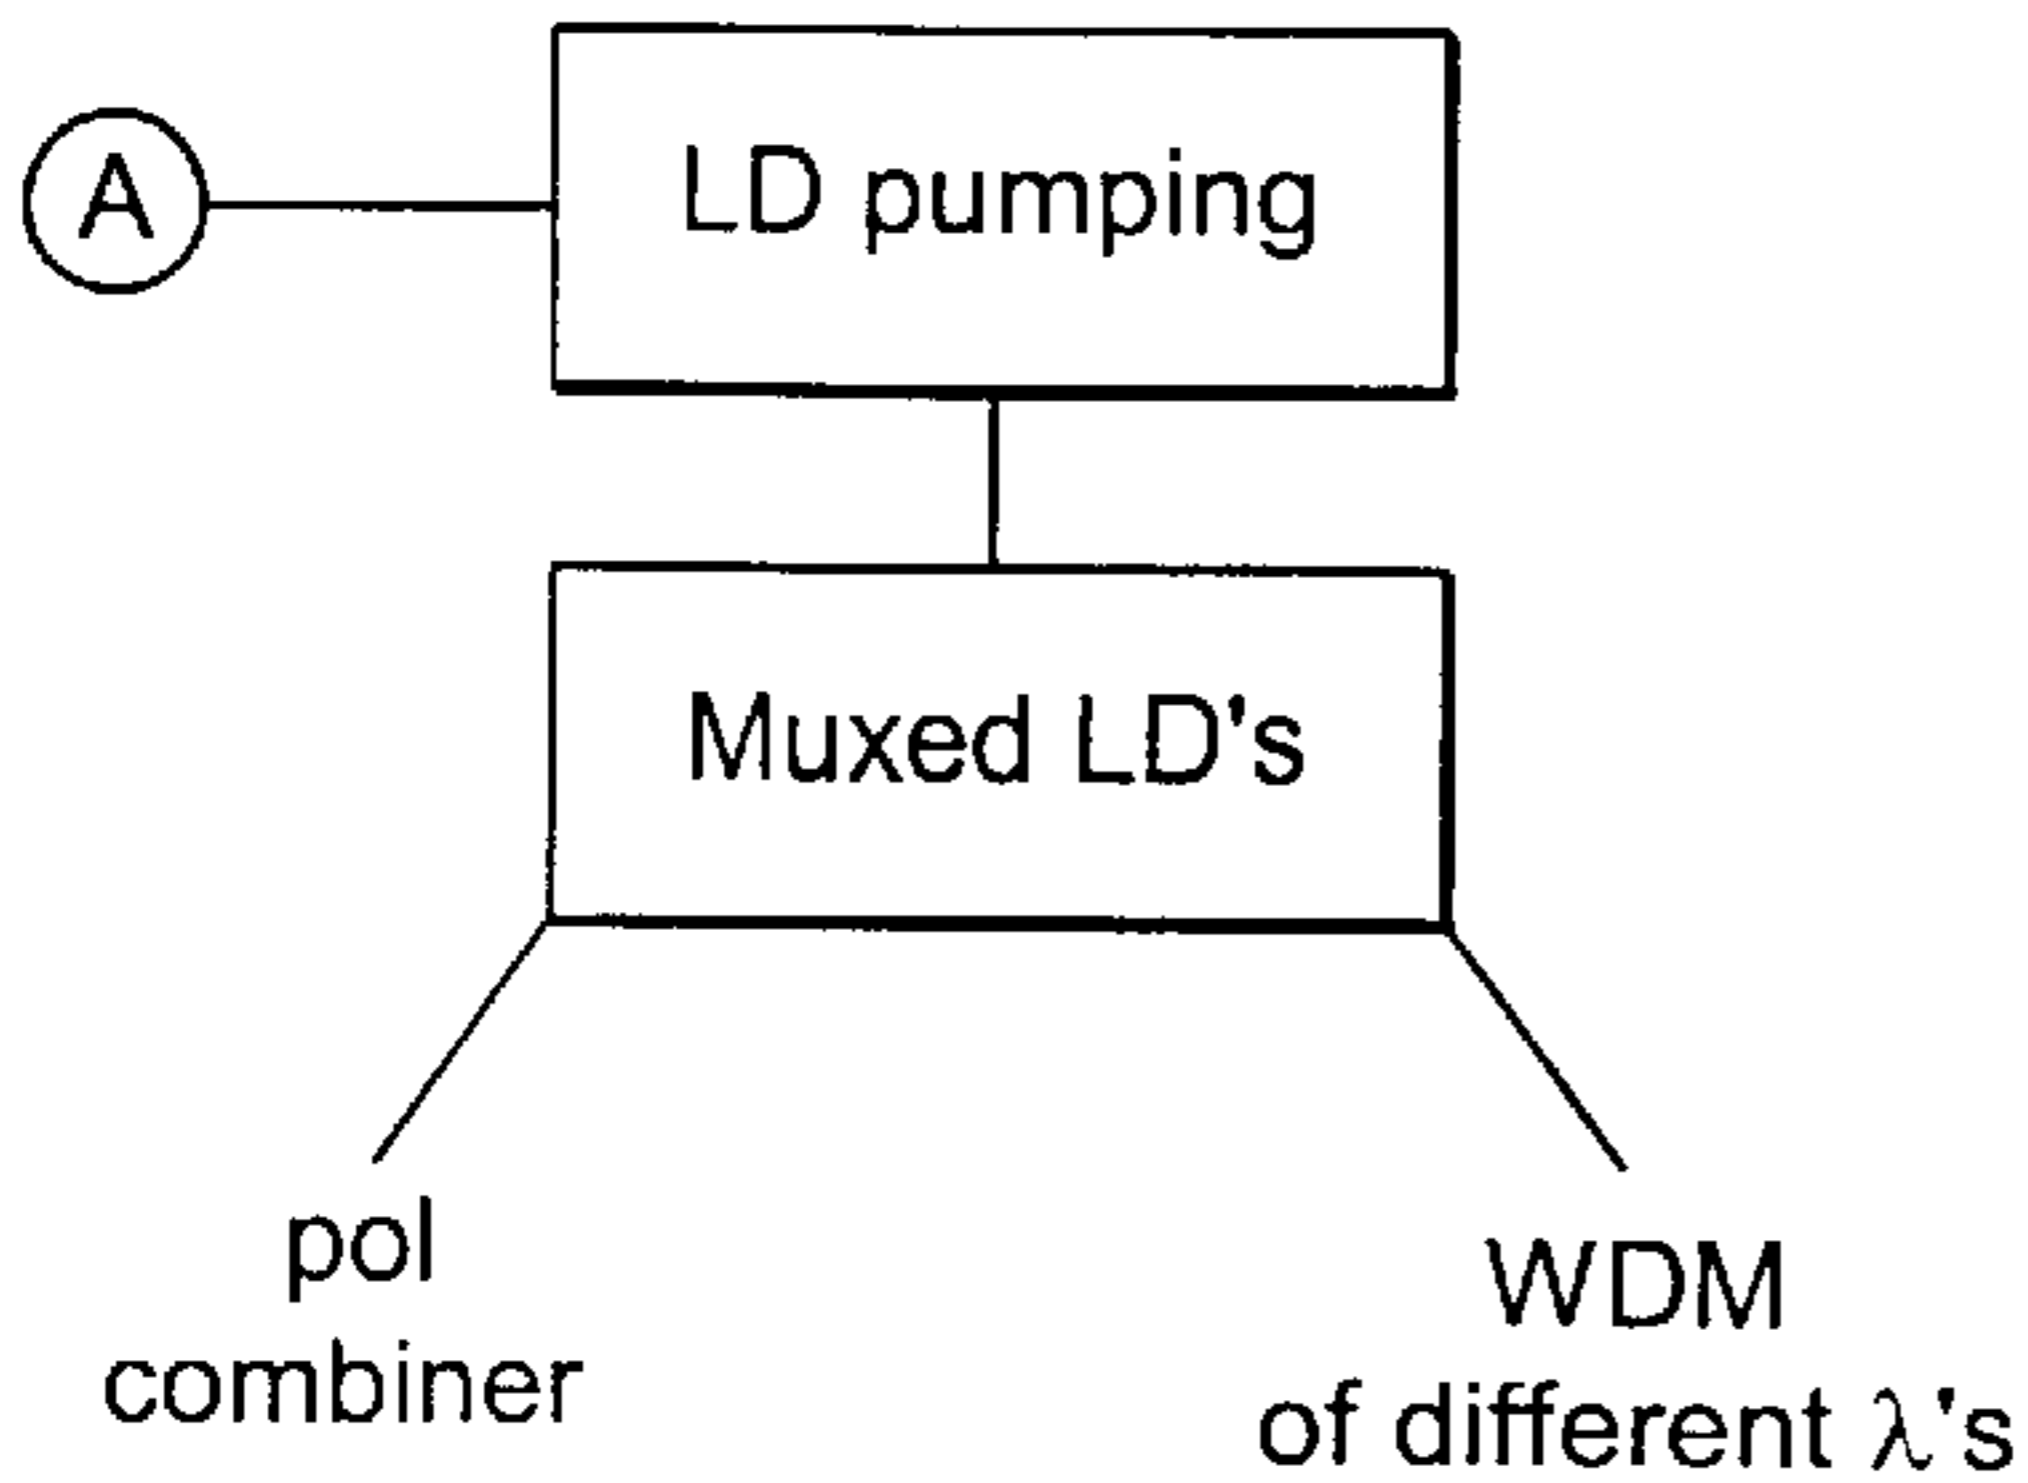 A
LD pumping
Muxed LD's
pol
combiner
WDM
of different λ's